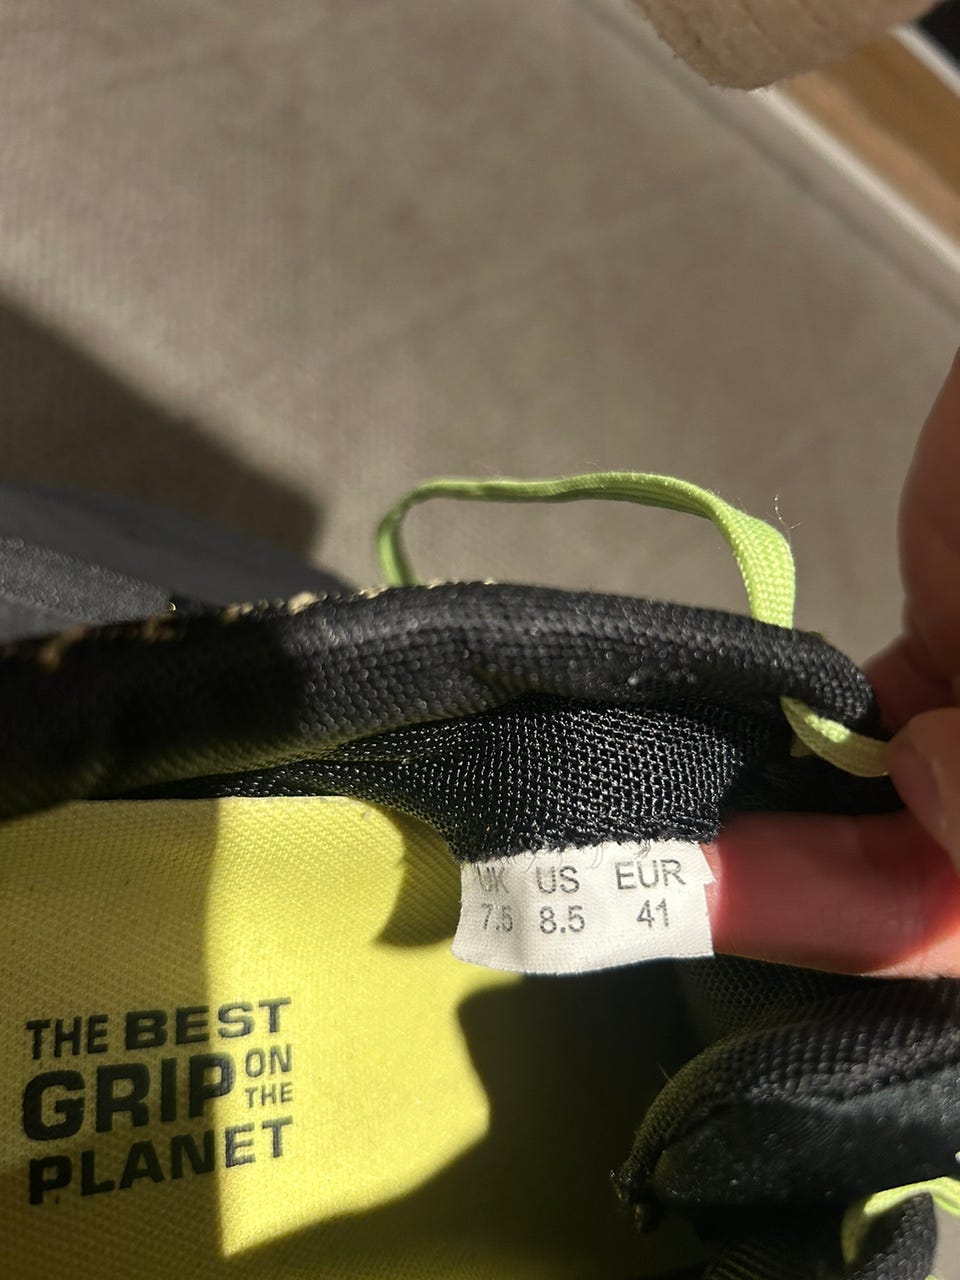 UK US EUR
7.5 8.5 41
THE BEST
GRIP ON THE
PLANET